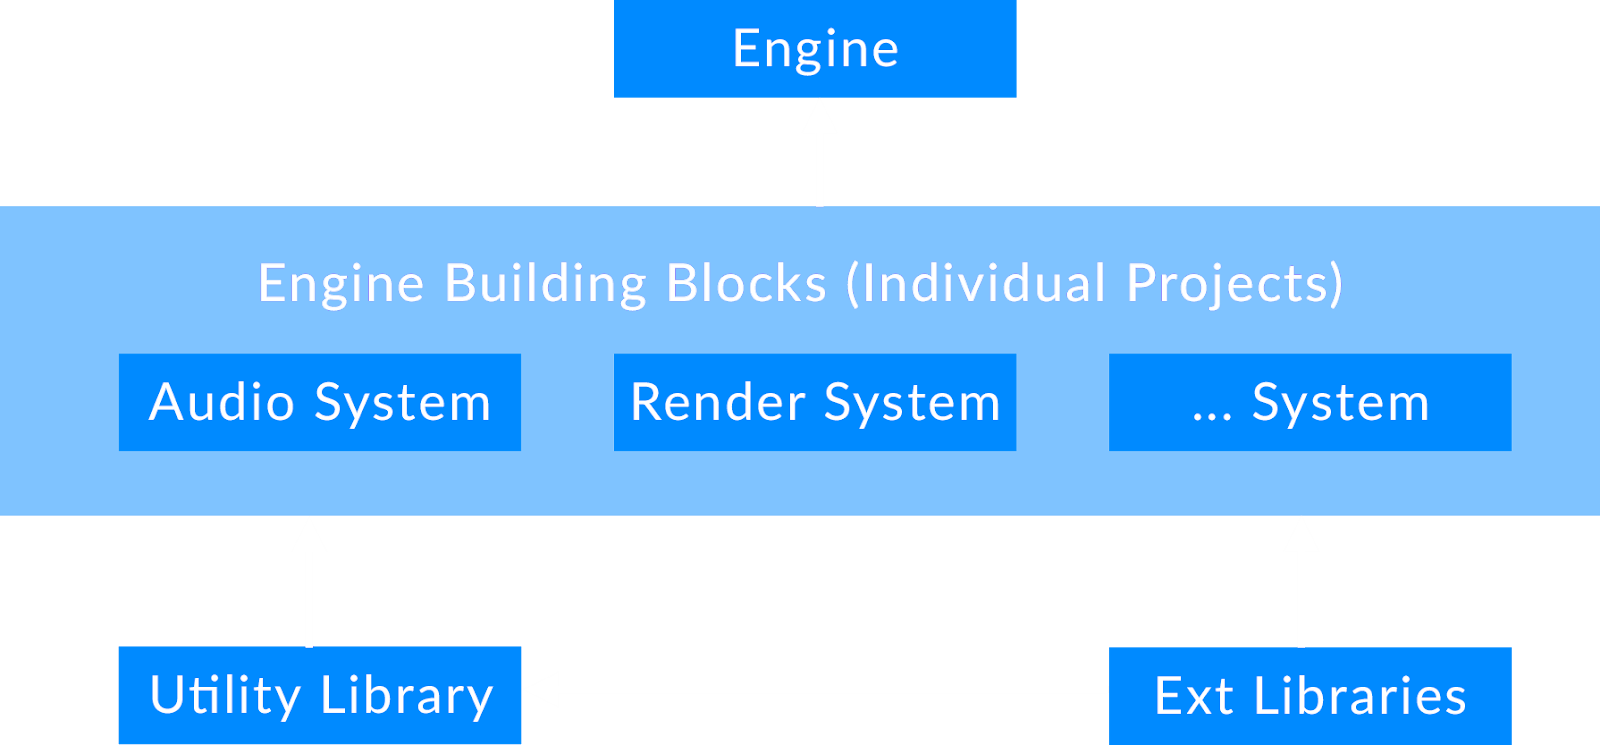 Engine
Engine Building Blocks (Individual Projects)
Audio System
Render System
... System
Utility Library
Ext Libraries